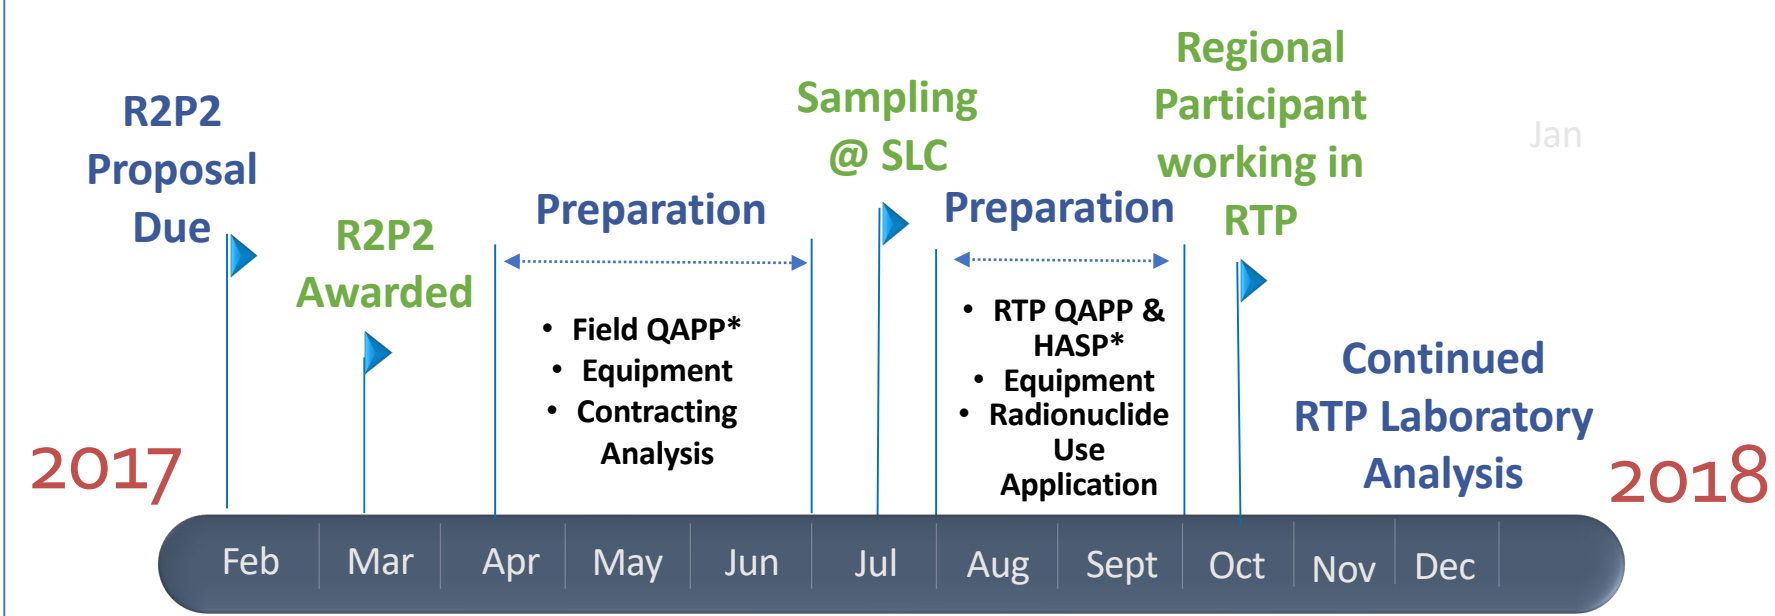 R2P2
Proposal
Due
R2P2
Awarded
Preparation
• Field QAPP*
• Equipment
• Contracting
Analysis
Sampling
@ SLC
Preparation
• RTP QAPP &
HASP*
• Equipment
• Radionuclide
Use
Application
Regional
Participant
working in
RTP
Jan
Continued
RTP Laboratory
Analysis
2017
2018
Feb
Mar
Apr
May
Jun
Jul
Aug
Sept
Oct
Nov
Dec